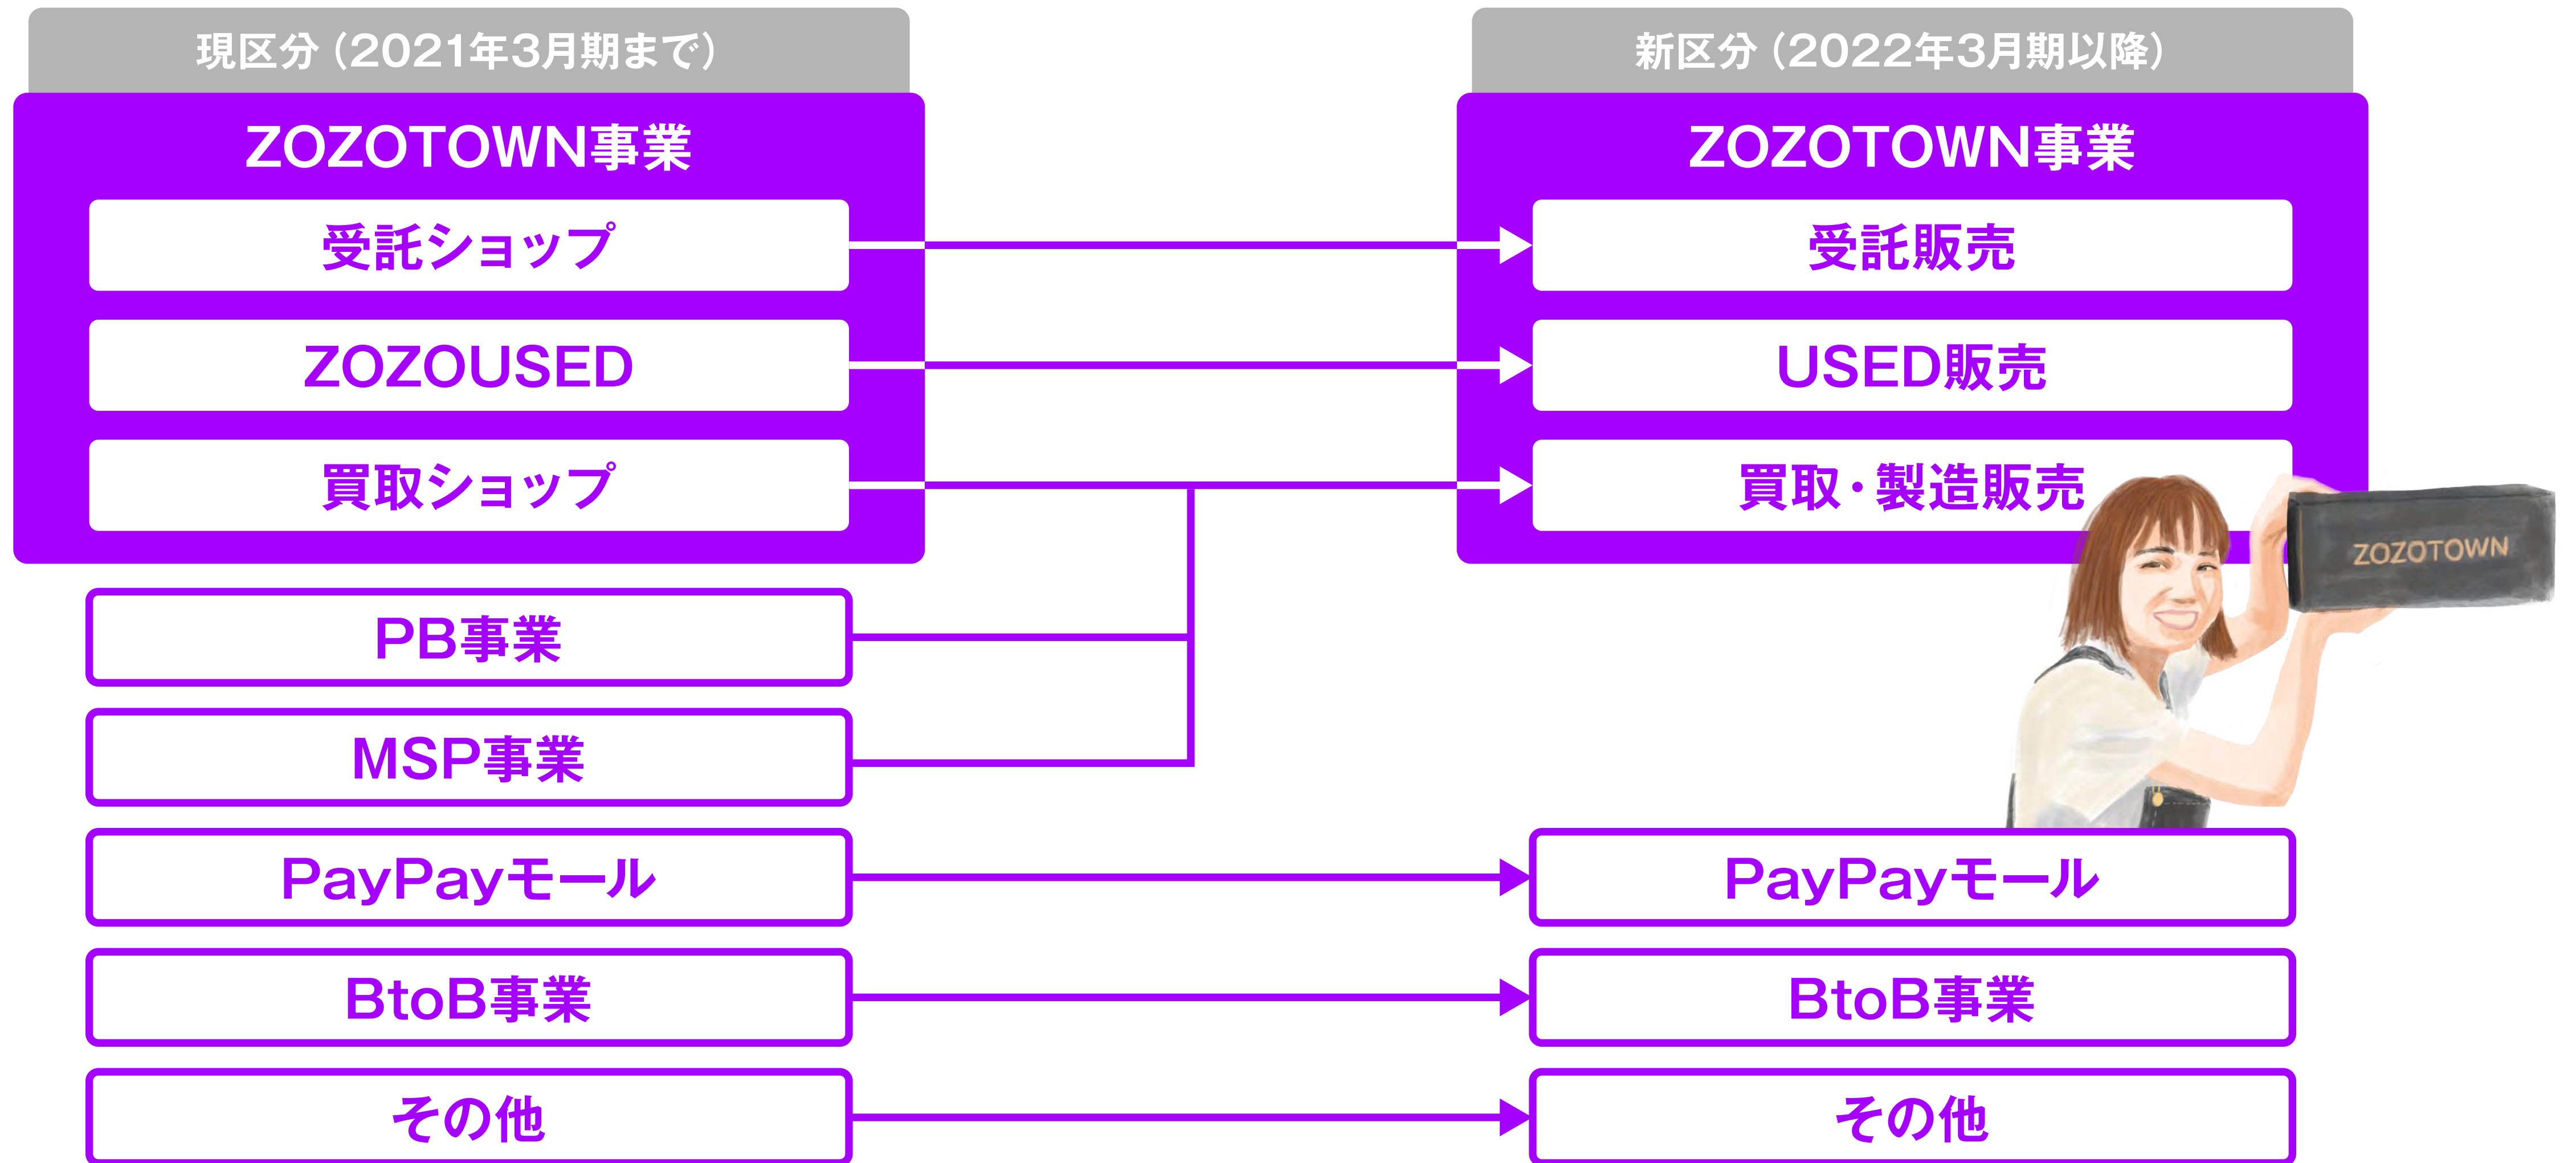 現区分（2021年3月期まで）
ZOZOTOWN事業
受託ショップ
ZOZOUSED
買取ショップ
PB事業
MSP事業
PayPayモール
BtoB事業
その他
新区分（2022年3月期以降）
ZOZOTOWN事業
受託販売
USED販売
買取・製造販売
ZOZOTOWN
PayPayモール
BtoB事業
その他